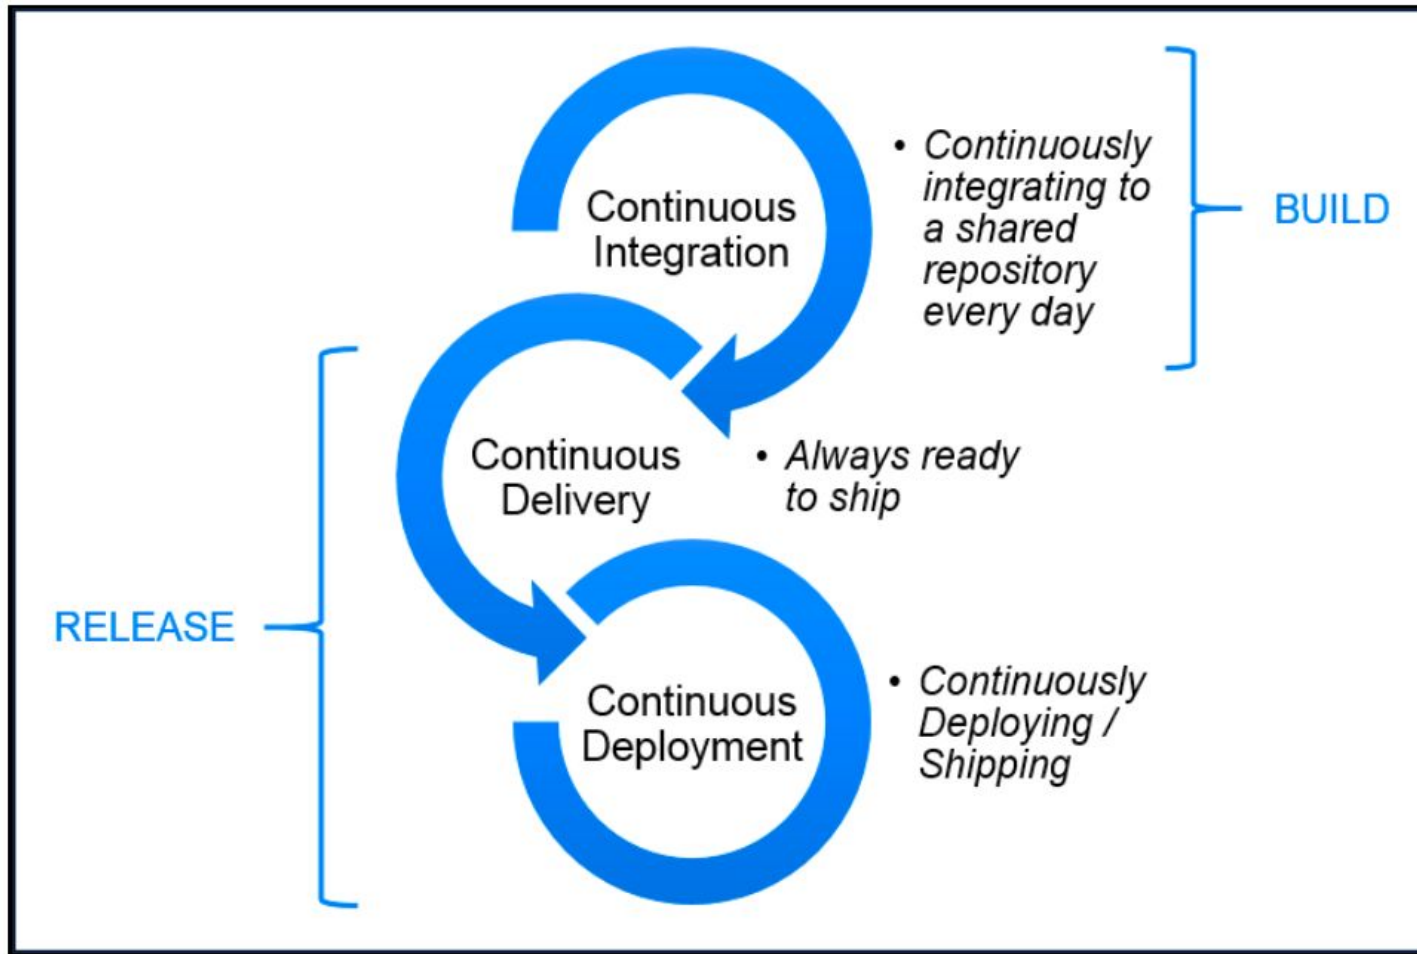 Continuous
Integration
• Continuously
integrating to
a shared
repository
every day
BUILD
Continuous
Delivery
• Always ready
to ship
RELEASE
Continuous
Deployment
• Continuously
Deploying /
Shipping